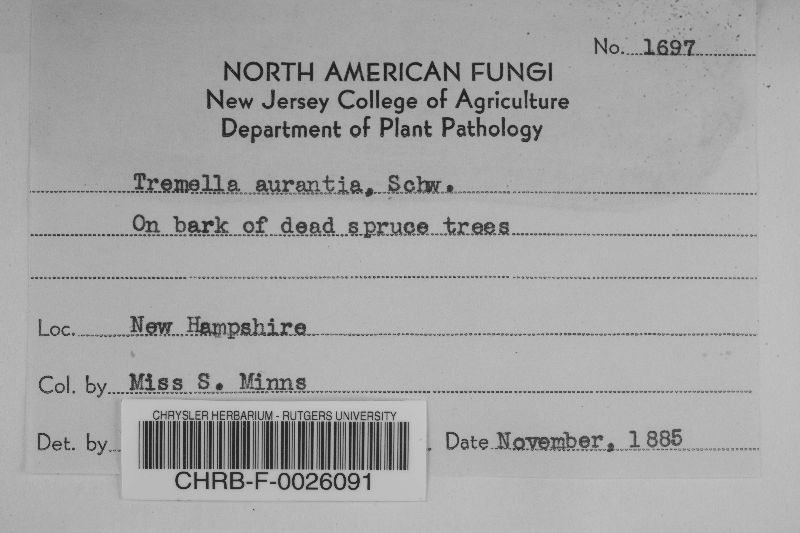 No. 1697
NORTH AMERICAN FUNGI
New Jersey College of Agriculture
Department of Plant Pathology
Tremella aurantia, Schw.
On bark of dead spruce trees
Loc. New Hampshire
Col. by Miss S. Minns
Det. by . Date November, 1885
CHRYSLER HERBARIUM - RUTGERS UNIVERSITY
CHRB-F-0026091